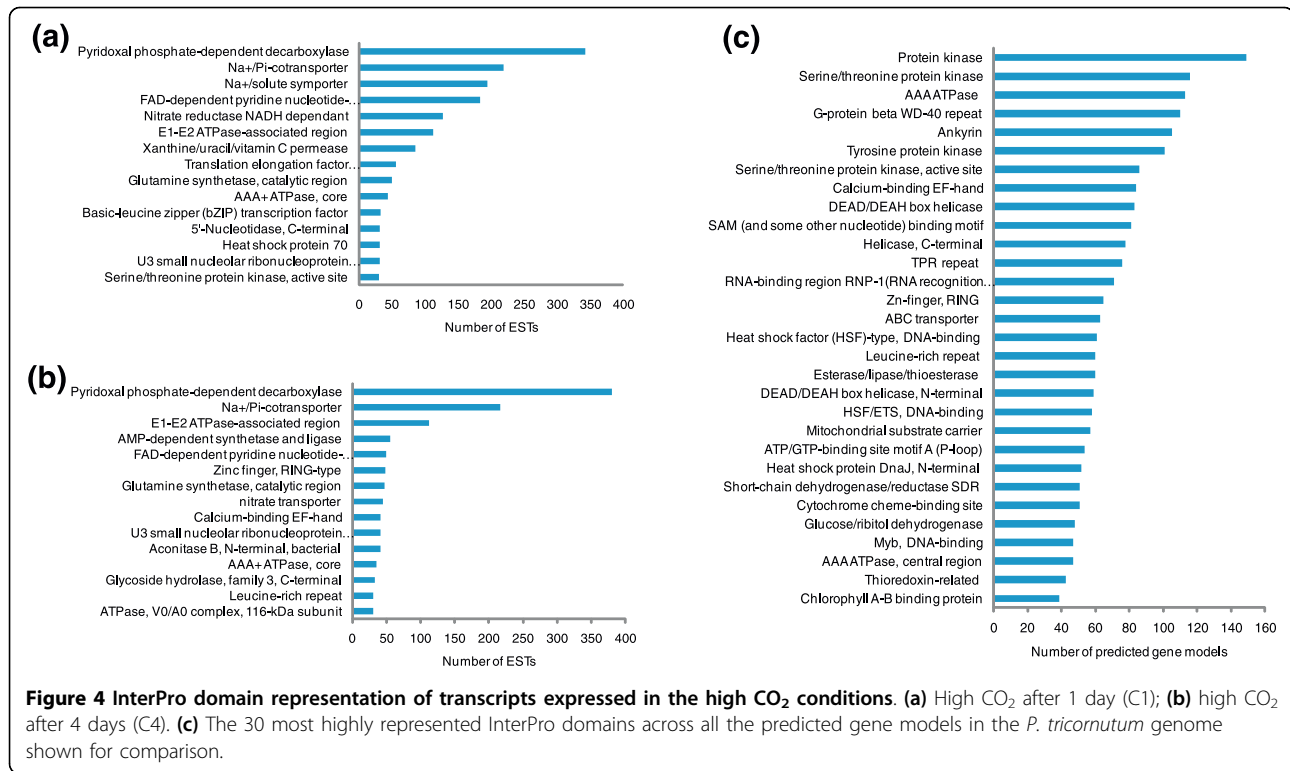 (a)
Pyridoxal phosphate-dependent decarboxylase
Na+/Pi-cotransporter
Na+/solute symporter
FAD-dependent pyridine nucleotide-…
Nitrate reductase NADH dependant
E1-E2 ATPase-associated region
Xanthine/uracil/vitamin C permease
Translation elongation factor…
Glutamine synthetase, catalytic region
AAA+ATPase, core
Basic-leucine zipper (bZIP) transcription factor
5'-Nucleotidase, C-terminal
Heat shock protein 70
U3 small nucleolar ribonucleoprotein…
Serine/threonine protein kinase, active site
0 50 100 150 200 250 300 350 400
Number of ESTs
(b)
Pyridoxal phosphate-dependent decarboxylase
Na+/Pi-cotransporter
E1-E2 ATPase-associated region
AMP-dependent synthetase and ligase
FAD-dependent pyridine nucleotide-…
Zinc finger, RING-type
Glutamine synthetase, catalytic region
nitrate transporter
Calcium-binding EF-hand
U3 small nucleolar ribonucleoprotein…
Aconitase B, N-terminal, bacterial
AAA+ATPase, core
Glycoside hydrolase, family 3, C-terminal
Leucine-rich repeat
ATPase, V0/A0 complex, 116-kDa subunit
0 50 100 150 200 250 300 350 400
Number of ESTs
(c)
Protein kinase
Serine/threonine protein kinase
AAAATPase
G-protein beta WD-40 repeat
Ankyrin
Tyrosine protein kinase
Serine/threonine protein kinase, active site
Calcium-binding EF-hand
DEAD/DEAH box helicase
SAM (and some other nucleotide) binding motif
Helicase, C-terminal
TPR repeat
RNA-binding region RNP-1(RNA recognition…
Zn-finger, RING
ABC transporter
Heat shock factor (HSF)-type, DNA-binding
Leucine-rich repeat
Esterase/lipase/thioesterase
DEAD/DEAH box helicase, N-terminal
HSF/ETS, DNA-binding
Mitochondrial substrate carrier
ATP/GTP-binding site motif A (P-loop)
Heat shock protein DnaJ, N-terminal
Short-chain dehydrogenase/reductase SDR
Cytochrome cheme-binding site
Glucose/ribitol dehydrogenase
Myb, DNA-binding
AAAATPase, central region
Thioredoxin-related
Chlorophyll A-B binding protein
0 20 40 60 80 100 120 140 160
Number of predicted gene models
Figure 4 InterPro domain representation of transcripts expressed in the high CO₂ conditions. (a) High CO₂ after 1 day (C1); (b) high CO₂
after 4 days (C4). (c) The 30 most highly represented InterPro domains across all the predicted gene models in the P. tricornutum genome
shown for comparison.